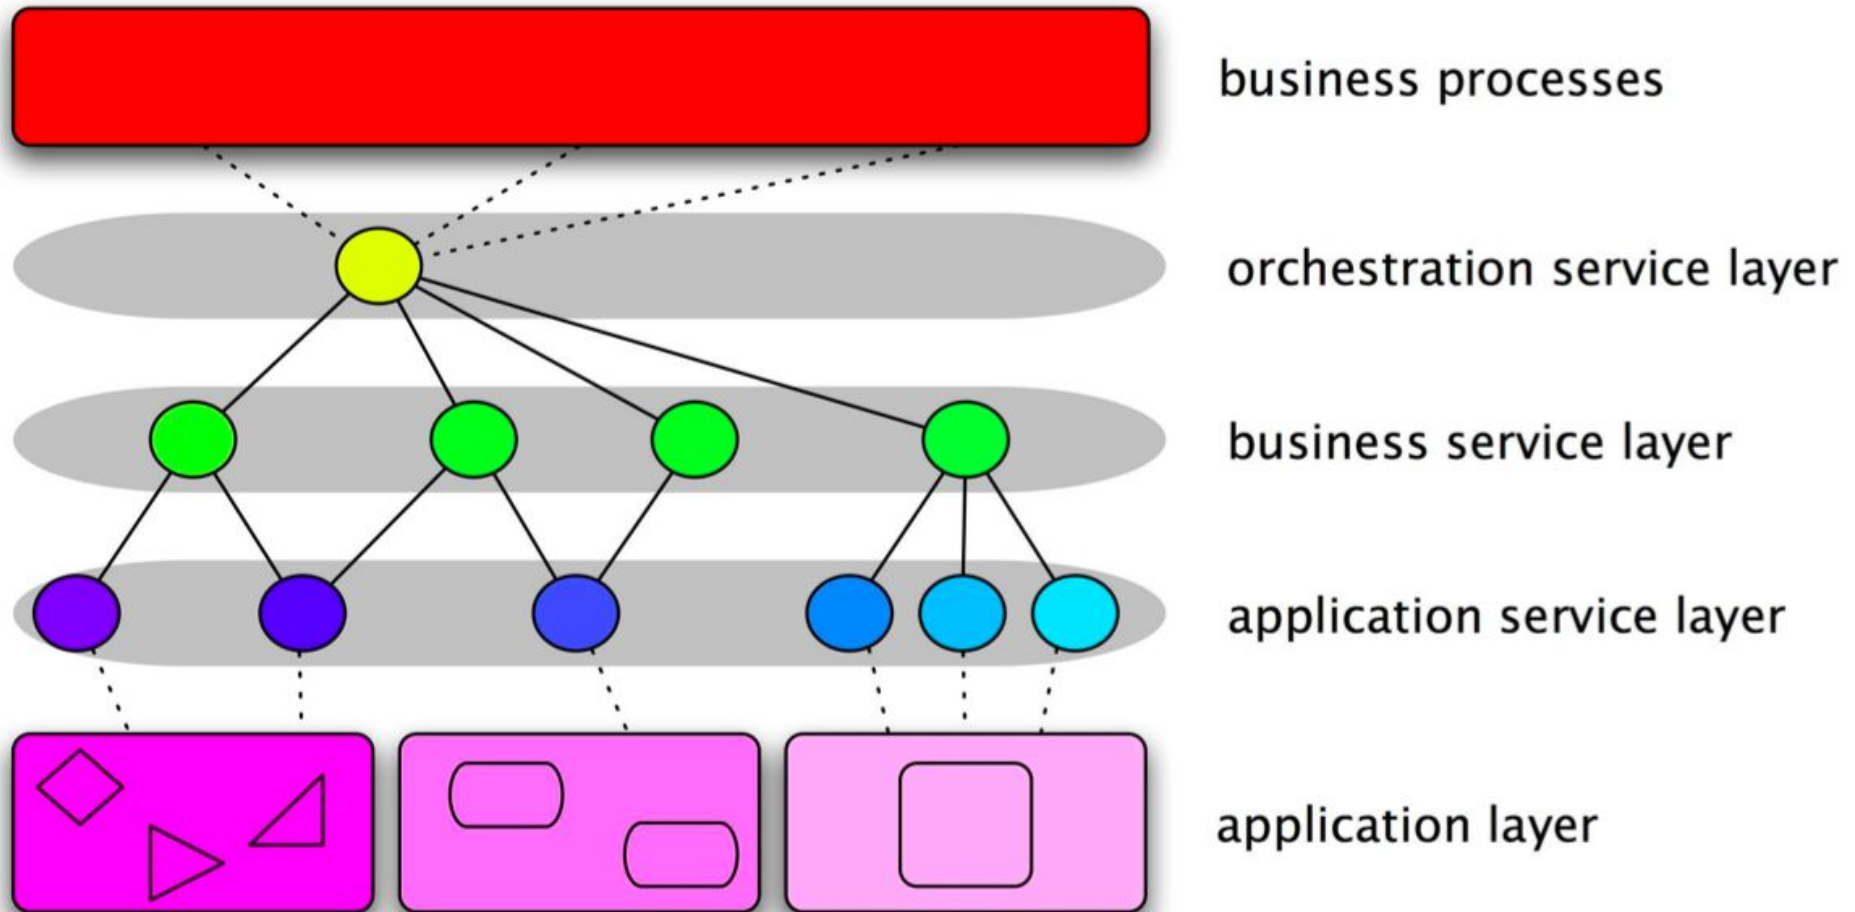 business processes
orchestration service layer
business service layer
application service layer
application layer